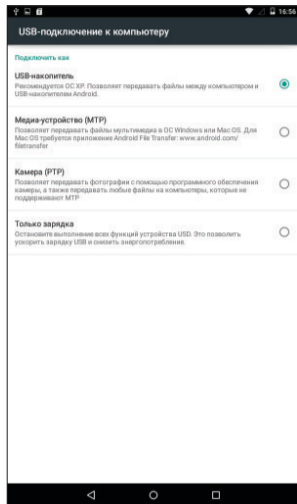 16:56
USB-подключение к компьютеру
Подключить как
USB-накопитель
Рекомендуется ОС XP. Позволяет передавать файлы между компьютером и
USB-накопителем Android.
Медиа-устройство (MTP)
Позволяет передавать файлы мультимедиа в ОС Windows или Mac OS. Для
Mac OS требуется приложение Android File Transfer: www.android.com/
filetransfer
Камера (PTP)
Позволяет передавать фотографии с помощью программного обеспечения
камеры, а также передавать любые файлы на компьютеры, которые не
поддерживают MTP
Только зарядка
Остановите выполнение всех функций устройства USD. Это позволить
ускорить зарядку USB и снизить энергопотребление.